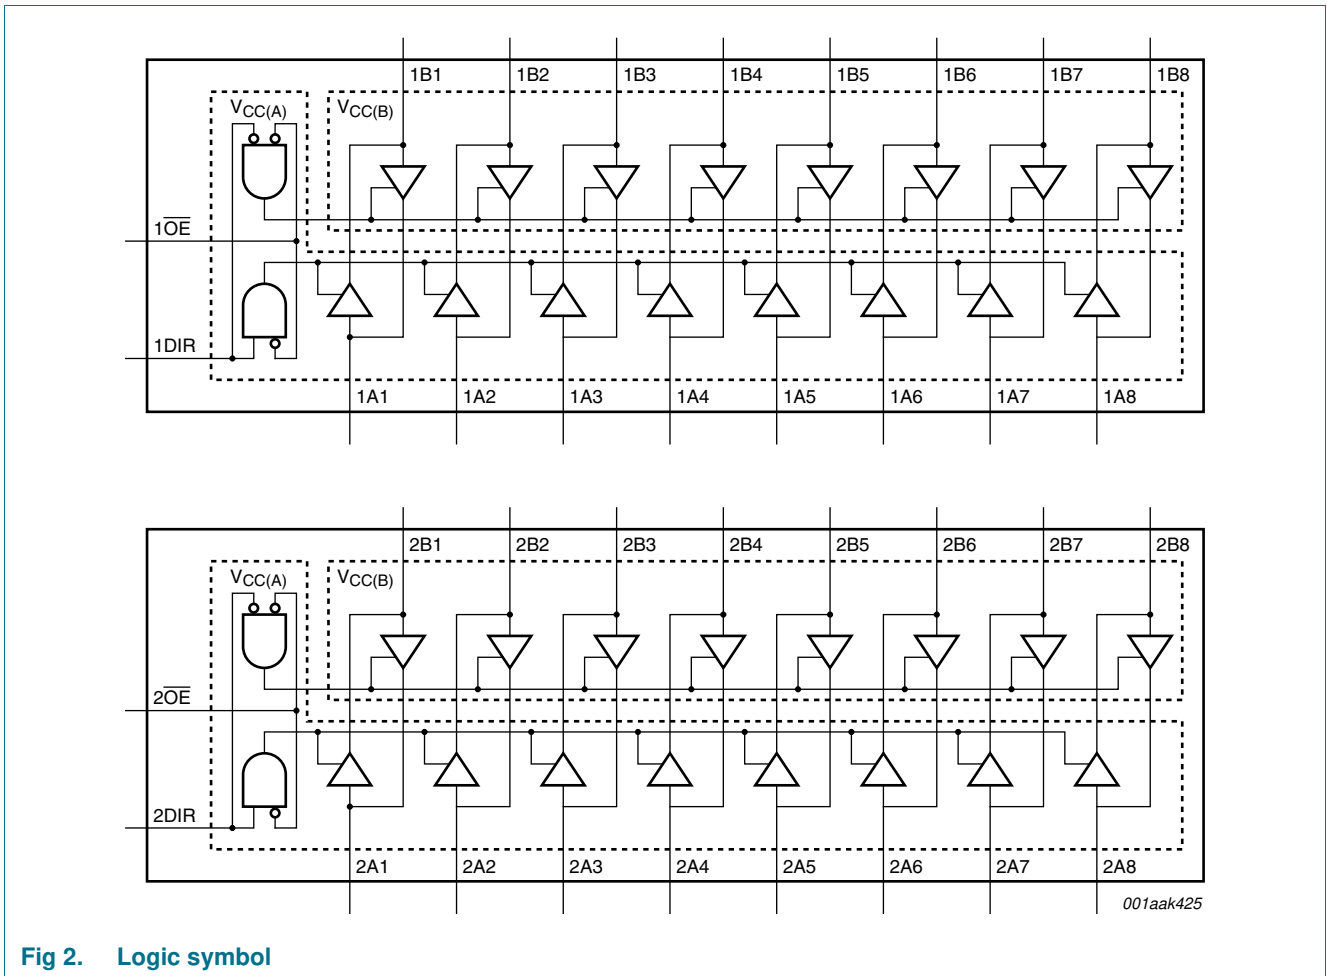 1B1 1B2 1B3 1B4 1B5 1B6 1B7 1B8
VCC(A) VCC(B)
1O̅E̅
1DIR
1A1 1A2 1A3 1A4 1A5 1A6 1A7 1A8
2B1 2B2 2B3 2B4 2B5 2B6 2B7 2B8
VCC(A) VCC(B)
2O̅E̅
2DIR
2A1 2A2 2A3 2A4 2A5 2A6 2A7 2A8
001aak425
Fig 2. Logic symbol